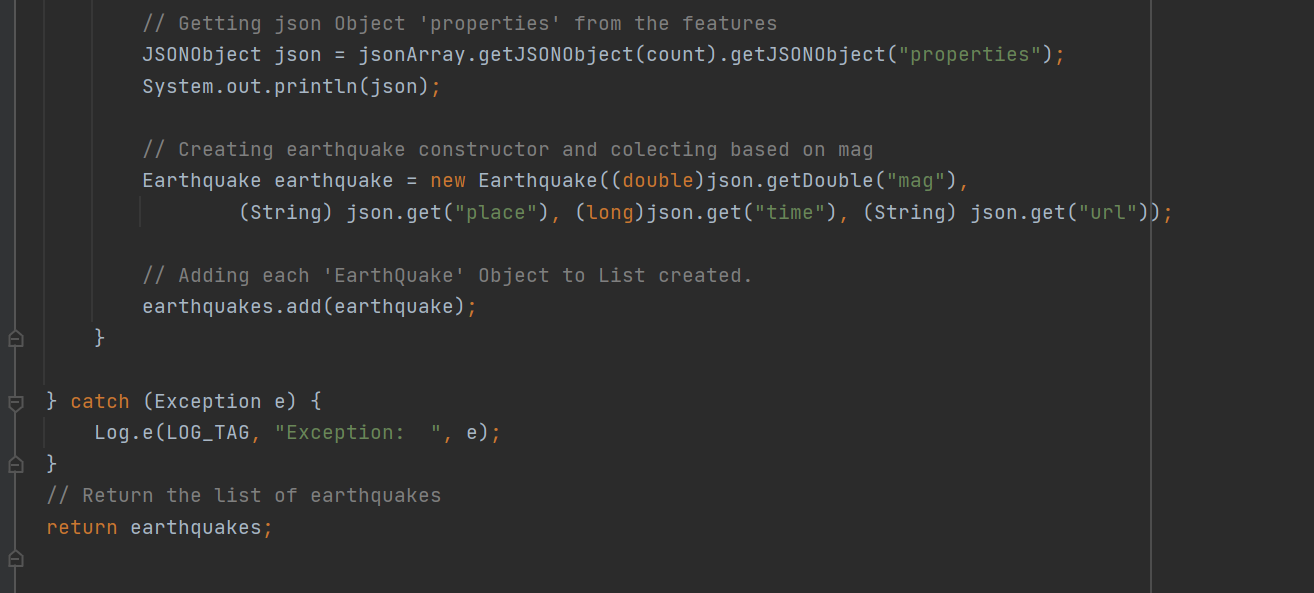 // Getting json Object 'properties' from the features
JSONObject json = jsonArray.getJSONObject(count).getJSONObject("properties");
System.out.println(json);
// Creating earthquake constructor and colecting based on mag
Earthquake earthquake = new Earthquake((double)json.getDouble("mag"),
(String) json.get("place"), (long)json.get("time"), (String) json.get("url"));
// Adding each 'EarthQuake' Object to List created.
earthquakes.add(earthquake);
}
} catch (Exception e) {
Log.e(LOG_TAG, "Exception:  ", e);
}
// Return the list of earthquakes
return earthquakes;